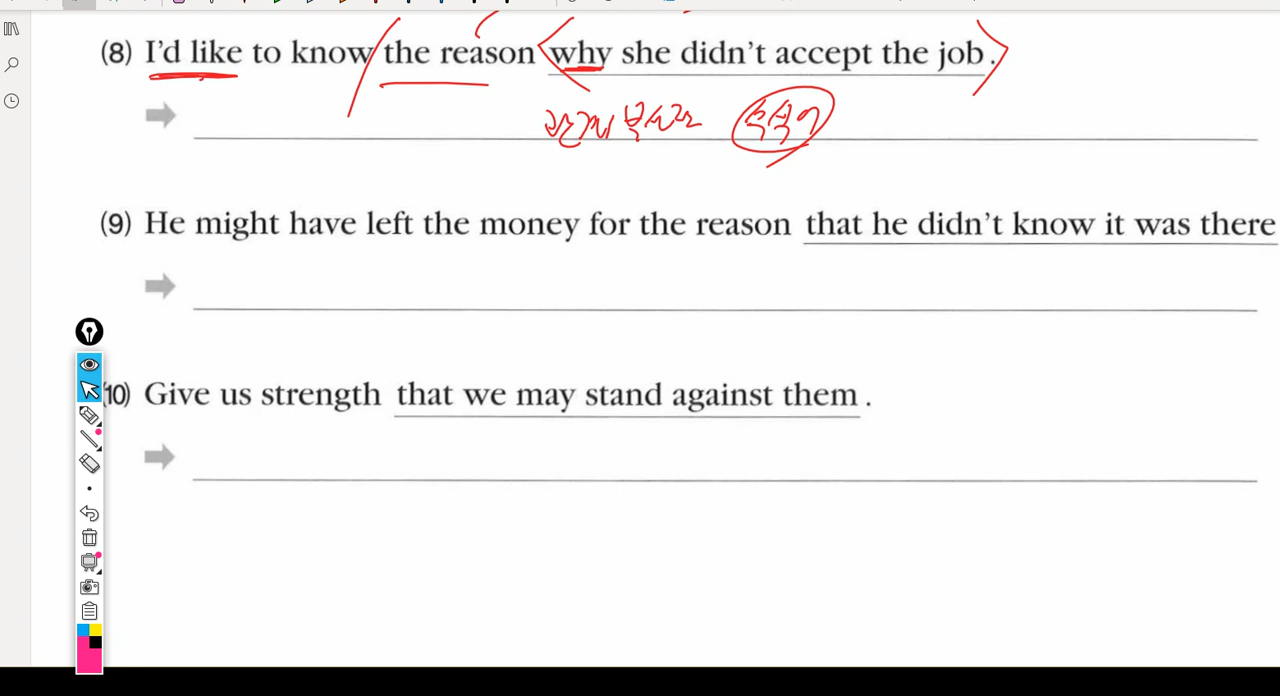 (8) I'd like to know the reason why she didn't accept the job.
관계부사절
(9) He might have left the money for the reason that he didn't know it was there
(10) Give us strength that we may stand against them.